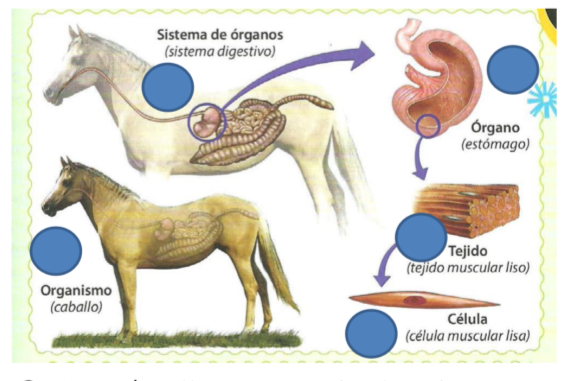 Sistema de órganos
(sistema digestivo)
Órgano
(estómago)
Tejido
(tejido muscular liso)
Organismo
(caballo)
Célula
(célula muscular lisa)